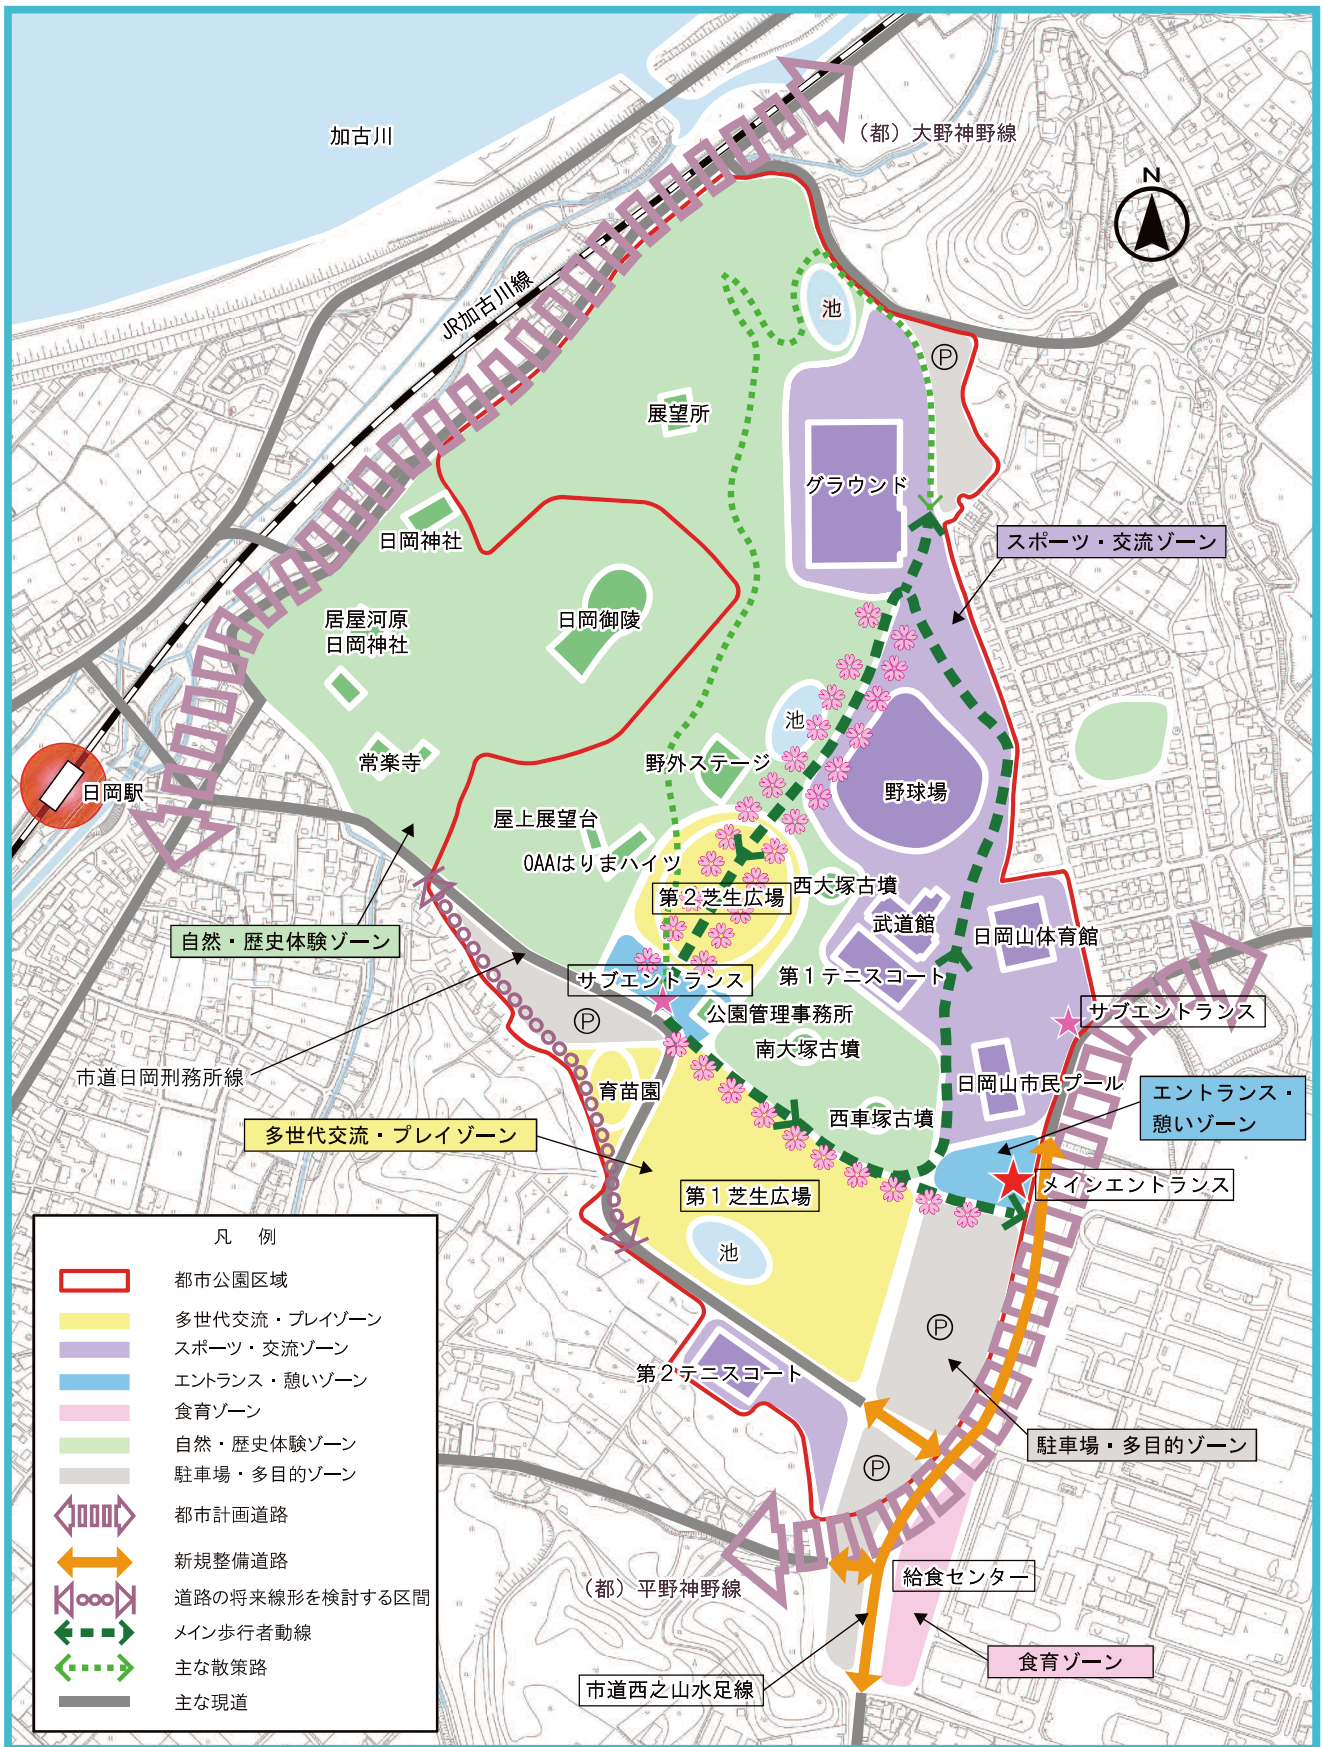 加古川
（都）大野神野線
N
JR加古川線
池
P
展望所
グラウンド
日岡神社
スポーツ・交流ゾーン
居屋河原
日岡神社
日岡御陵
池
野外ステージ
常楽寺
日岡駅
野球場
屋上展望台
OAAはりまハイツ
西大塚古墳
第２芝生広場
武道館
自然・歴史体験ゾーン
日岡山体育館
サブエントランス
第１テニスコート
公園管理事務所
サブエントランス
P
南大塚古墳
市道日岡刑務所線
育苗園
日岡山市民プール
エントランス・
憩いゾーン
西車塚古墳
多世代交流・プレイゾーン
メインエントランス
第１芝生広場
池
P
第２テニスコート
駐車場・多目的ゾーン
P
（都）平野神野線
給食センター
食育ゾーン
市道西之山水足線
凡 例
都市公園区域
多世代交流・プレイゾーン
スポーツ・交流ゾーン
エントランス・憩いゾーン
食育ゾーン
自然・歴史体験ゾーン
駐車場・多目的ゾーン
都市計画道路
新規整備道路
道路の将来線形を検討する区間
メイン歩行者動線
主な散策路
主な現道